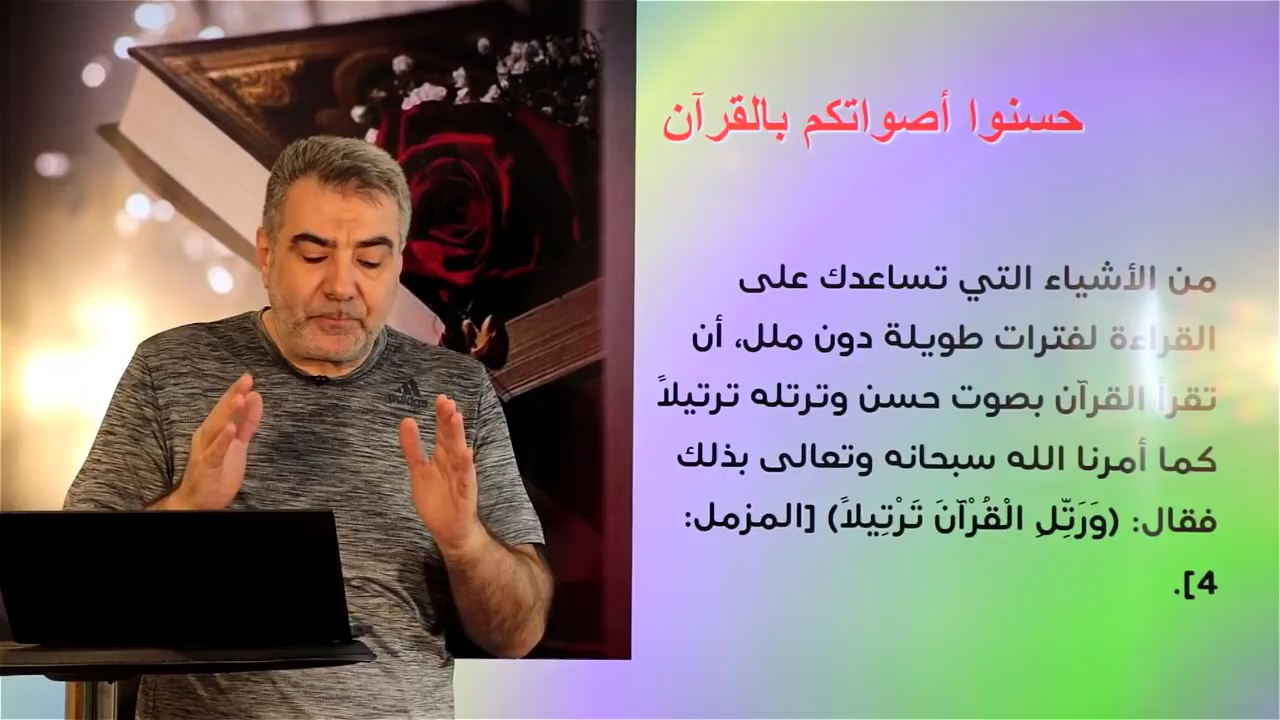 حسنوا أصواتكم بالقرآن
من الأشياء التي تساعدك على
القراءة لفترات طويلة دون ملل، أن
تقرأ القرآن بصوت حسن وترتله ترتيلاً
كما أمرنا الله سبحانه وتعالى بذلك
فقال: (وَرَتِّلِ الْقُرْآنَ تَرْتِيلاً) [المزمل:
4].